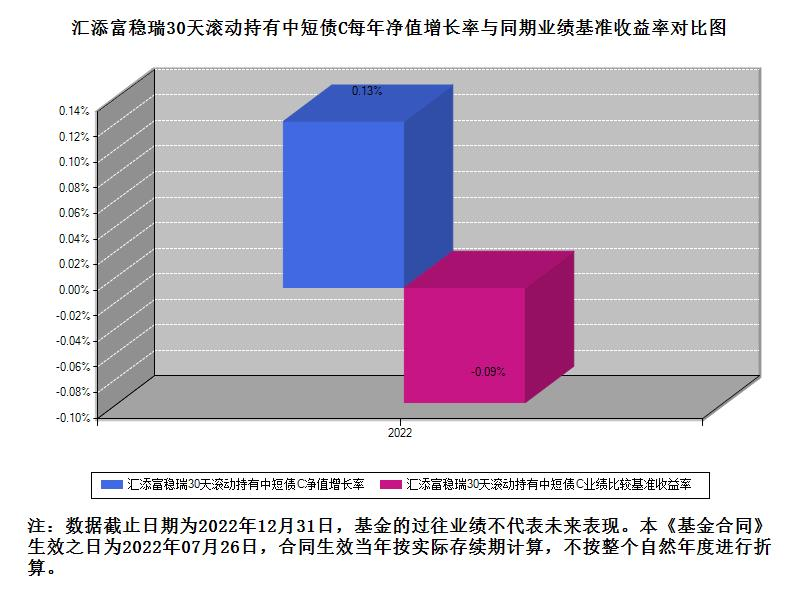 汇添富稳瑞30天滚动持有中短债C每年净值增长率与同期业绩基准收益率对比图
0.14%
0.12%
0.10%
0.08%
0.06%
0.04%
0.02%
0.00%
-0.02%
-0.04%
-0.06%
-0.08%
-0.10%
0.13%
-0.09%
2022
汇添富稳瑞30天滚动持有中短债C净值增长率
汇添富稳瑞30天滚动持有中短债C业绩比较基准收益率
注：数据截止日期为2022年12月31日，基金的过往业绩不代表未来表现。本《基金合同》
生效之日为2022年07月26日，合同生效当年按实际存续期计算，不按整个自然年度进行折
算。